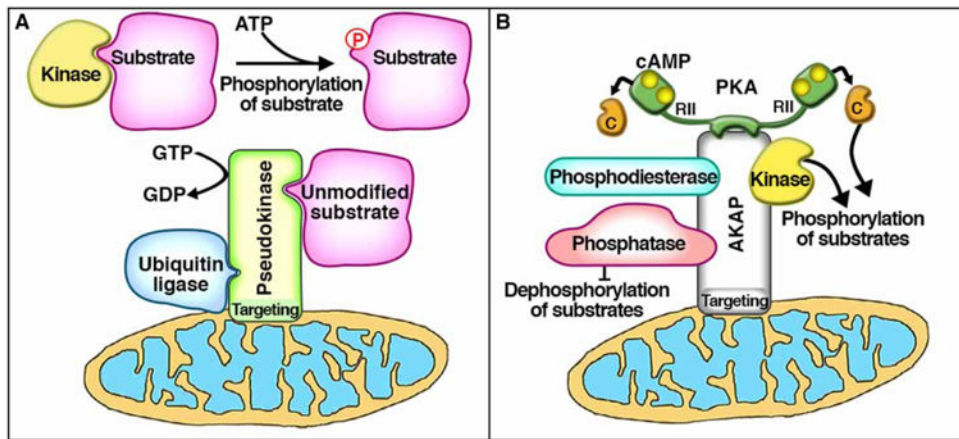 A
Kinase
Substrate
ATP
Phosphorylation
of substrate
P
Substrate
GTP
GDP
Pseudokinase
Unmodified
substrate
Ubiquitin
ligase
Targeting
B
cAMP
PKA
RII
RII
C
C
Phosphodiesterase
Kinase
AKAP
Phosphatase
Phosphorylation
of substrates
Dephosphorylation
of substrates
Targeting